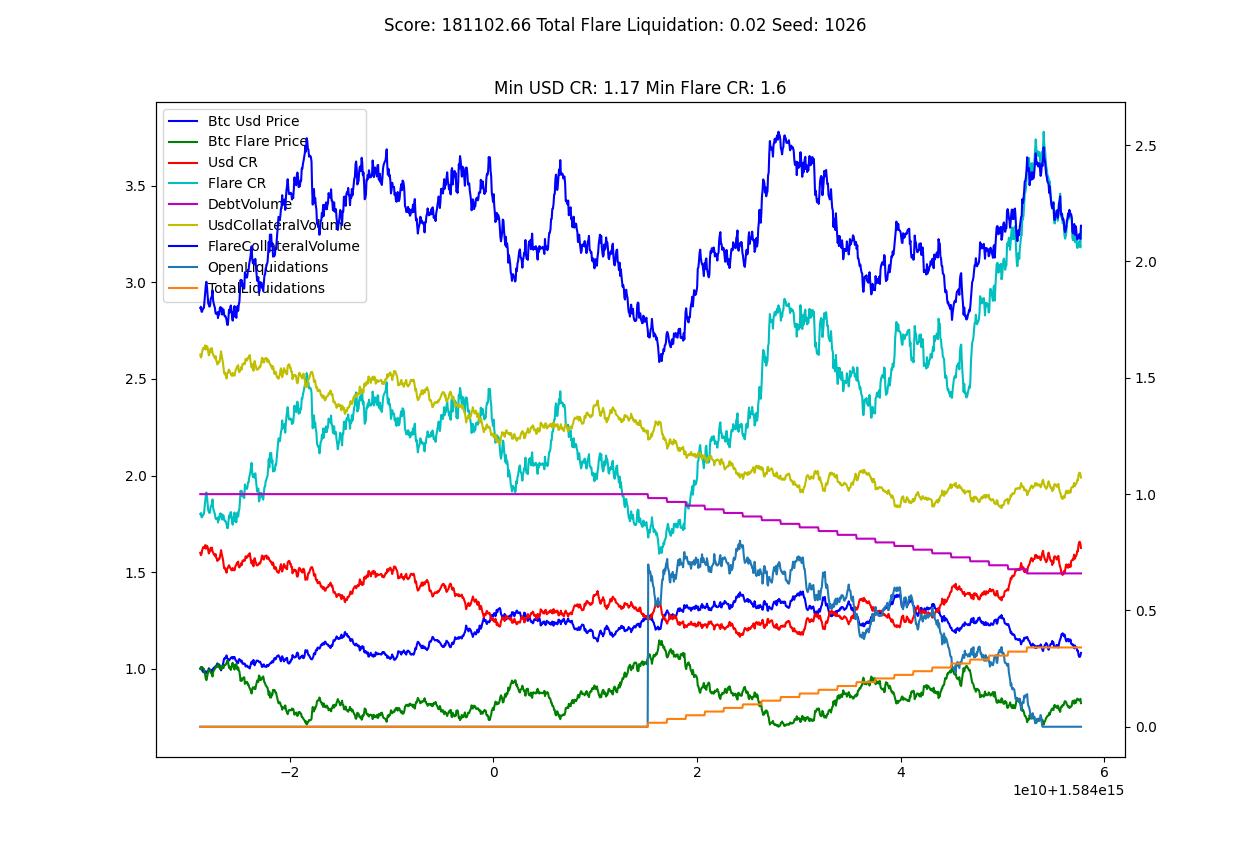 Score: 181102.66 Total Flare Liquidation: 0.02 Seed: 1026
Min USD CR: 1.17 Min Flare CR: 1.6
Btc Usd Price
Btc Flare Price
Usd CR
Flare CR
DebtVolume
UsdCollateralVolume
FlareCollateralVolume
OpenLiquidations
TotalLiquidations
3.5
3.0
2.5
2.0
1.5
1.0
2.5
2.0
1.5
1.0
0.5
0.0
−2
0
2
4
6
1e10+1.584e15